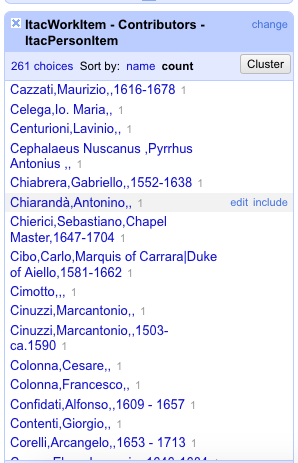 ItacWorkItem - Contributors - change
ItacPersonItem
261 choices Sort by: name count Cluster
Cazzati,Maurizio,,1616-1678 1
Celega,Io. Maria,, 1
Centurioni,Lavinio,, 1
Cephalaeus Nuscanus ,Pyrrhus
Antonius ,, 1
Chiabrera,Gabriello,,1552-1638 1
Chiarandà,Antonino,, 1 edit include
Chierici,Sebastiano,Chapel
Master,1647-1704 1
Cibo,Carlo,Marquis of Carrara|Duke
of Aiello,1581-1662 1
Cimotto,,, 1
Cinuzzi,Marcantonio,, 1
Cinuzzi,Marcantonio,,1503-
ca.1590 1
Colonna,Cesare,, 1
Colonna,Francesco,, 1
Confidati,Alfonso,,1609 - 1657 1
Contenti,Giorgio,, 1
Corelli,Arcangelo,,1653 - 1713 1